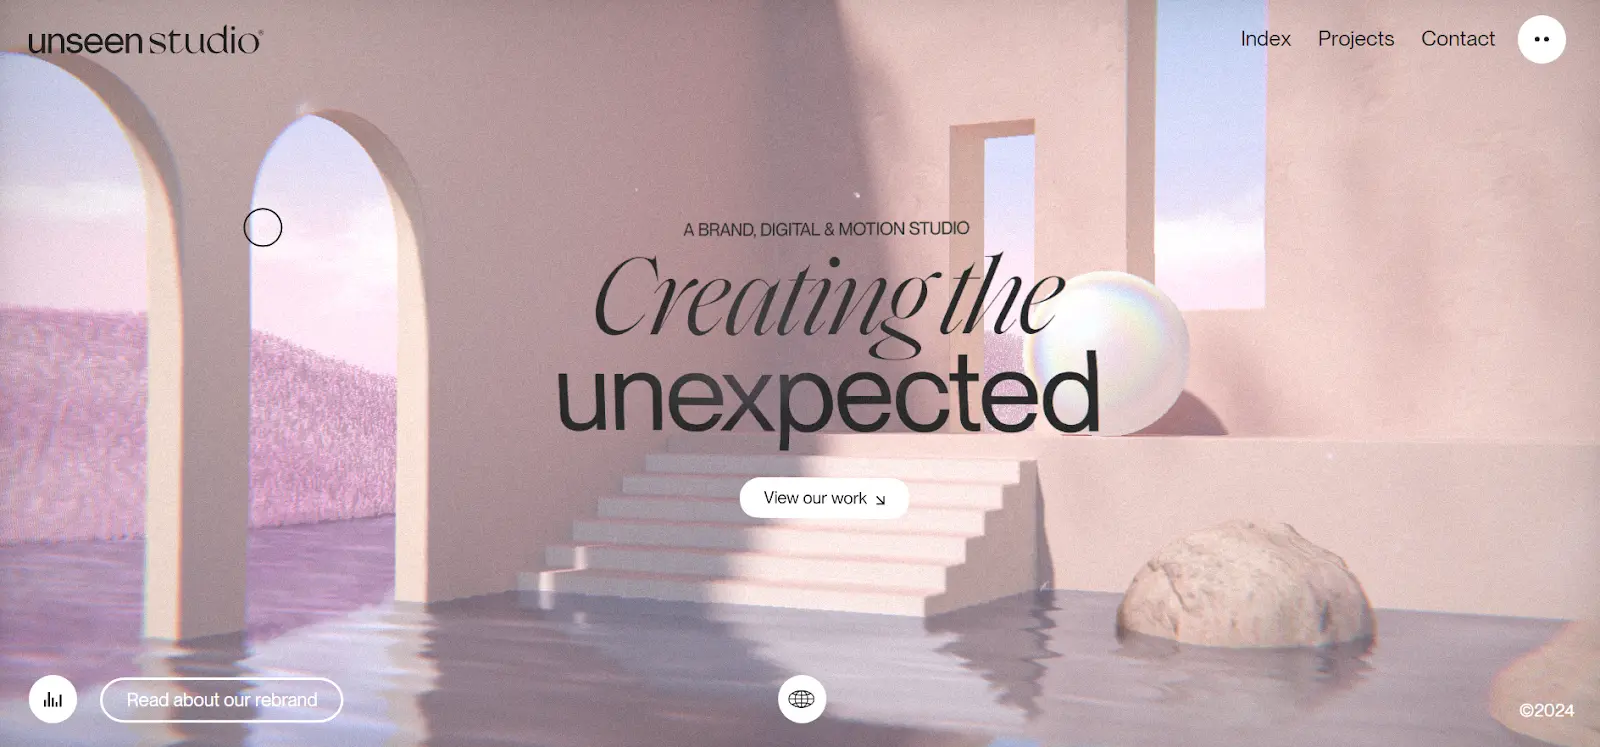 unseen studio®
Index
Projects
Contact
A BRAND, DIGITAL & MOTION STUDIO
Creating the
unexpected
View our work ↘
Read about our rebrand
©2024